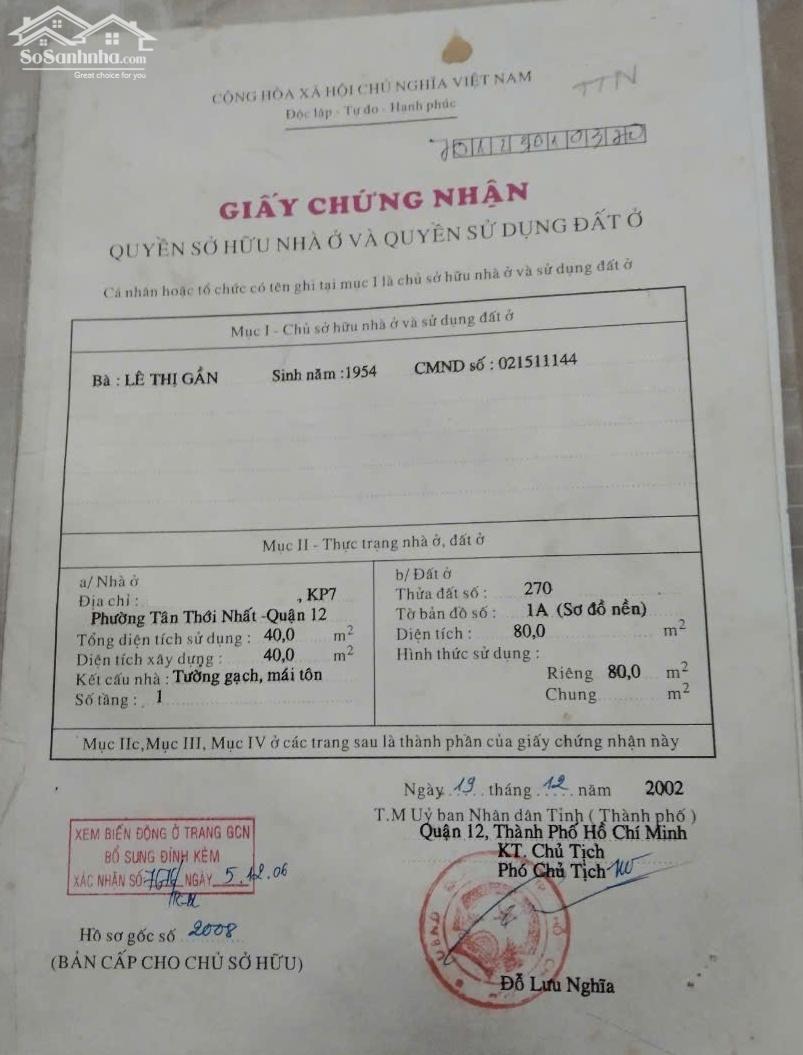 SoSanhnha.com
Great choice for you
CỘNG HÒA XÃ HỘI CHỦ NGHĨA VIỆT NAM
Độc lập - Tự do - Hạnh phúc
TTN
GIẤY CHỨNG NHẬN
QUYỀN SỞ HỮU NHÀ Ở VÀ QUYỀN SỬ DỤNG ĐẤT Ở
Cá nhân hoặc tổ chức có tên ghi tại mục I là chủ sở hữu nhà ở và sử dụng đất ở
Mục I - Chủ sở hữu nhà ở và sử dụng đất ở
Bà : LÊ THỊ GẦN Sinh năm :1954 CMND số : 021511144
Mục II - Thực trạng nhà ở, đất ở
a/ Nhà ở
Địa chỉ : , KP7
Phường Tân Thới Nhất -Quận 12
Tổng diện tích sử dụng : 40,0 m2
Diện tích xây dựng : 40,0 m2
Kết cấu nhà : Tường gạch, mái tôn
Số tầng : 1
b/ Đất ở
Thửa đất số : 270
Tờ bản đồ số : 1A (Sơ đồ nền)
Diện tích : 80,0 m2
Hình thức sử dụng :
Riêng 80,0 m2
Chung m2
Mục IIc,Mục III, Mục IV ở các trang sau là thành phần của giấy chứng nhận này
Ngày 19 tháng 12 năm 2002
T.M Uỷ ban Nhân dân Tỉnh ( Thành phố )
Quận 12, Thành Phố Hồ Chí Minh
KT. Chủ Tịch
Phó Chủ Tịch
Đỗ Lưu Nghĩa
XEM BIẾN ĐỘNG Ở TRANG GCN
BỔ SUNG ĐÍNH KÈM
XÁC NHẬN SỐ NGÀY 5.12.06
Hồ sơ gốc số 2008
(BẢN CẤP CHO CHỦ SỞ HỮU)